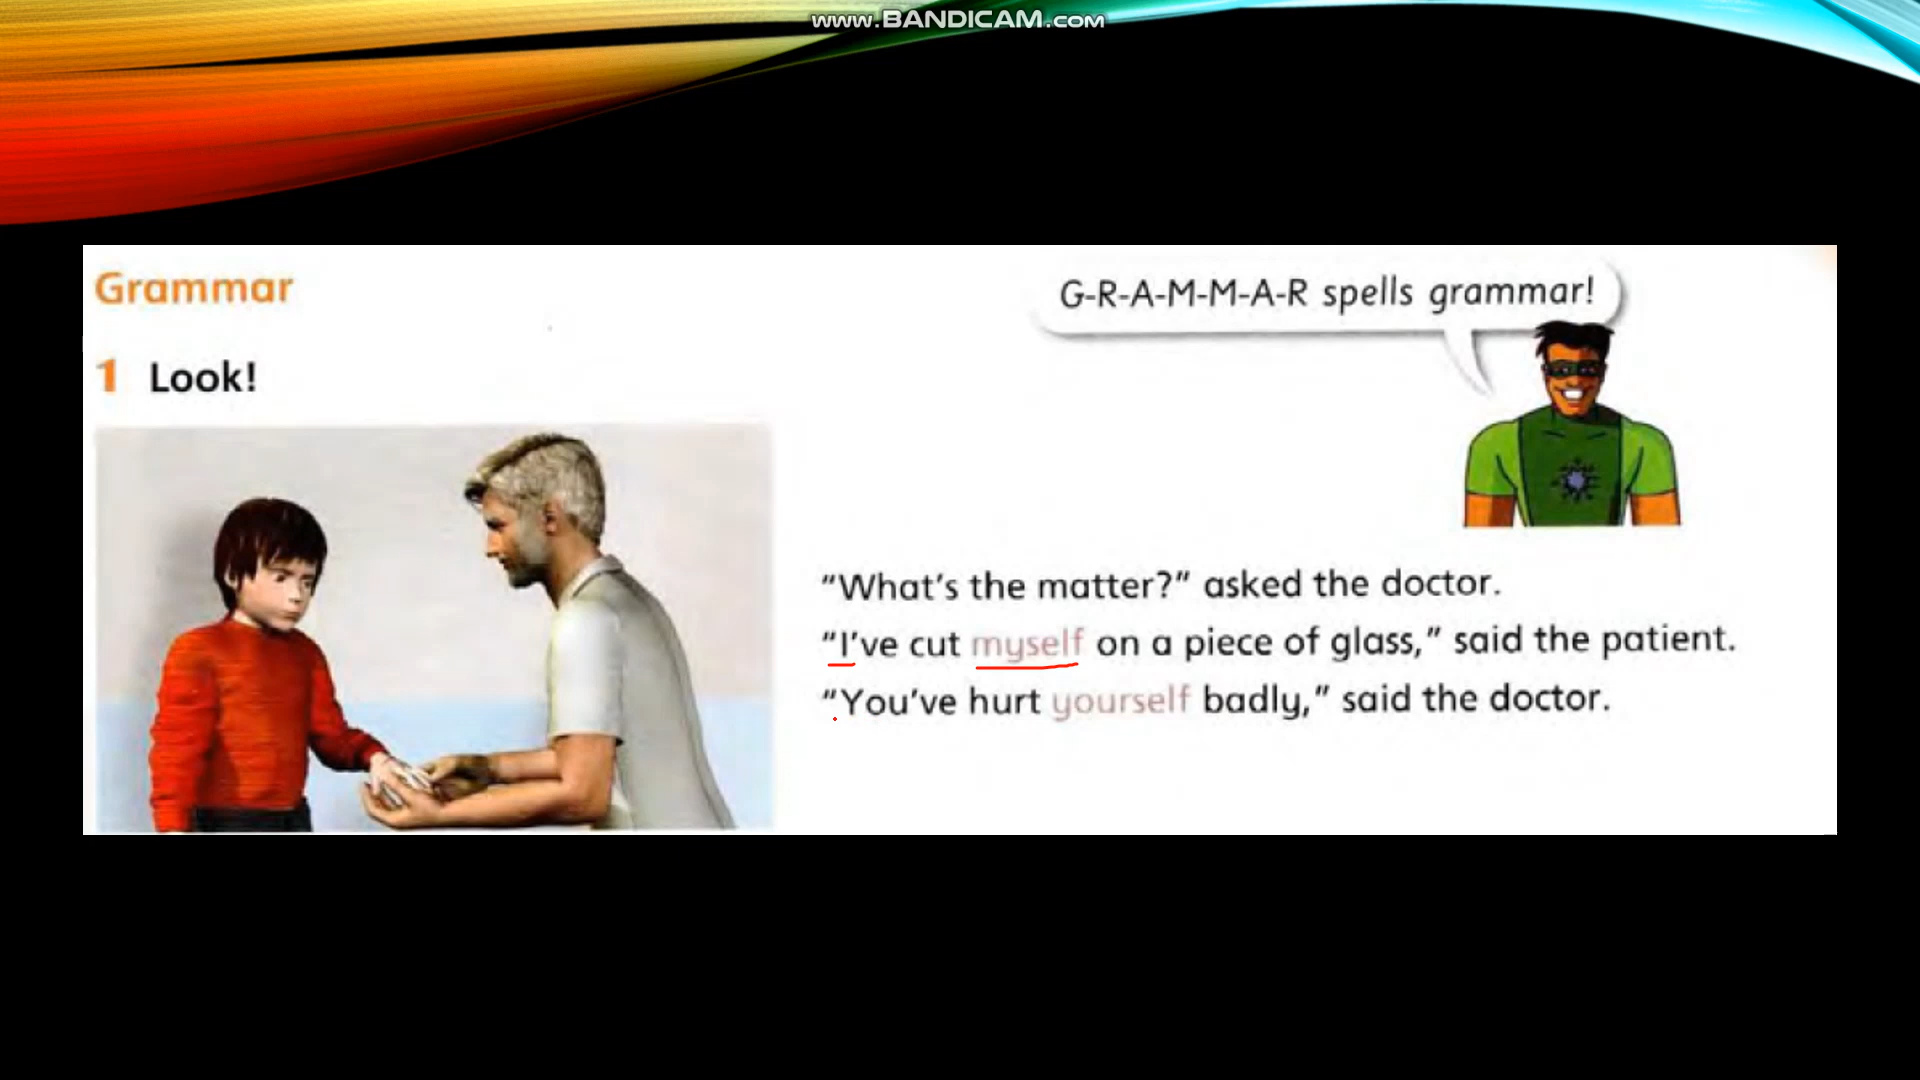 www.BANDICAM.com
Grammar
G-R-A-M-M-A-R spells grammar!
1 Look!
"What's the matter?" asked the doctor.
"I've cut myself on a piece of glass," said the patient.
"You've hurt yourself badly," said the doctor.